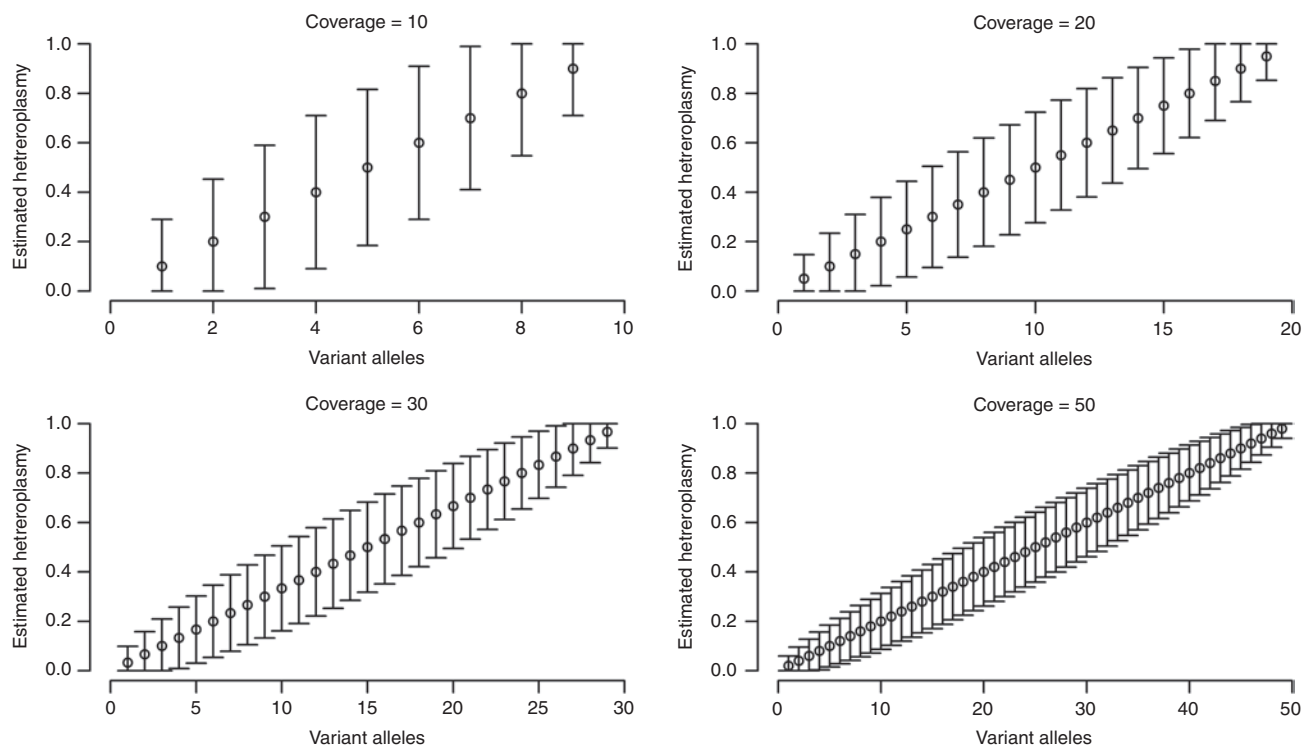 Coverage = 10
Estimated hetreroplasmy
1.0
0.8
0.6
0.4
0.2
0.0
0 2 4 6 8 10
Variant alleles
Coverage = 20
Estimated hetreroplasmy
1.0
0.8
0.6
0.4
0.2
0.0
0 5 10 15 20
Variant alleles
Coverage = 30
Estimated hetreroplasmy
1.0
0.8
0.6
0.4
0.2
0.0
0 5 10 15 20 25 30
Variant alleles
Coverage = 50
Estimated hetreroplasmy
1.0
0.8
0.6
0.4
0.2
0.0
0 10 20 30 40 50
Variant alleles